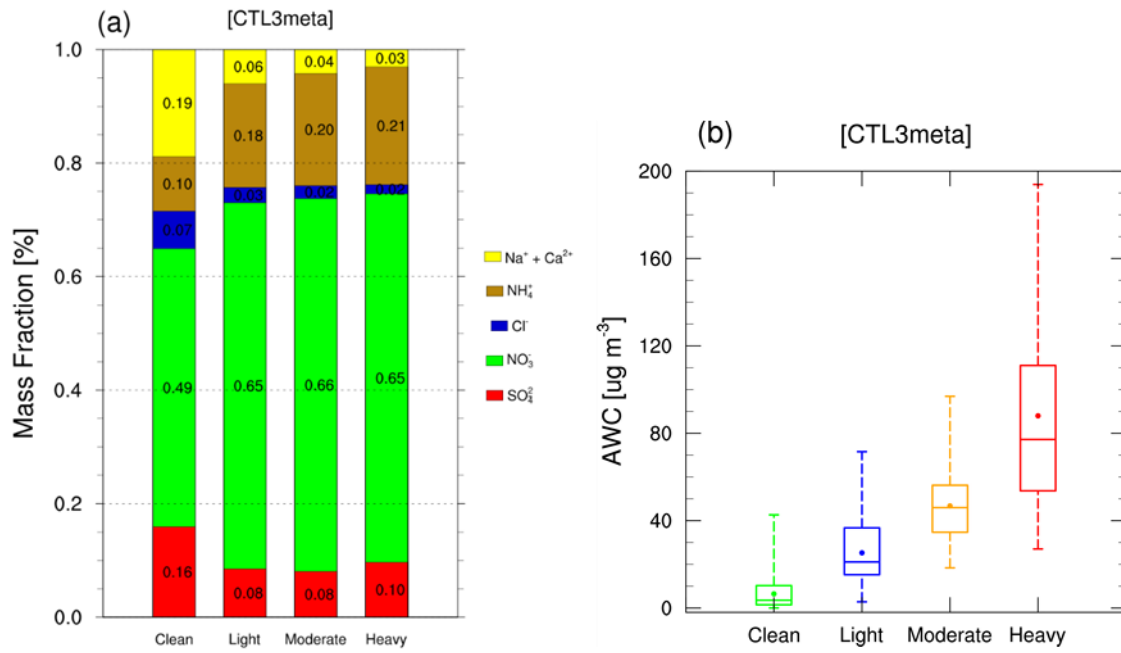 (a)
[CTL3meta]
Mass Fraction [%]
1.0
0.8
0.6
0.4
0.2
0.0
0.19
0.10
0.07
0.49
0.16
0.06
0.18
0.03
0.65
0.08
0.04
0.20
0.02
0.66
0.08
0.03
0.21
0.02
0.65
0.10
Clean Light Moderate Heavy
Na⁺ + Ca²⁺
NH₄⁺
Cl⁻
NO₃⁻
SO₄²
(b)
[CTL3meta]
AWC [ug m⁻³]
200
160
120
80
40
0
Clean Light Moderate Heavy